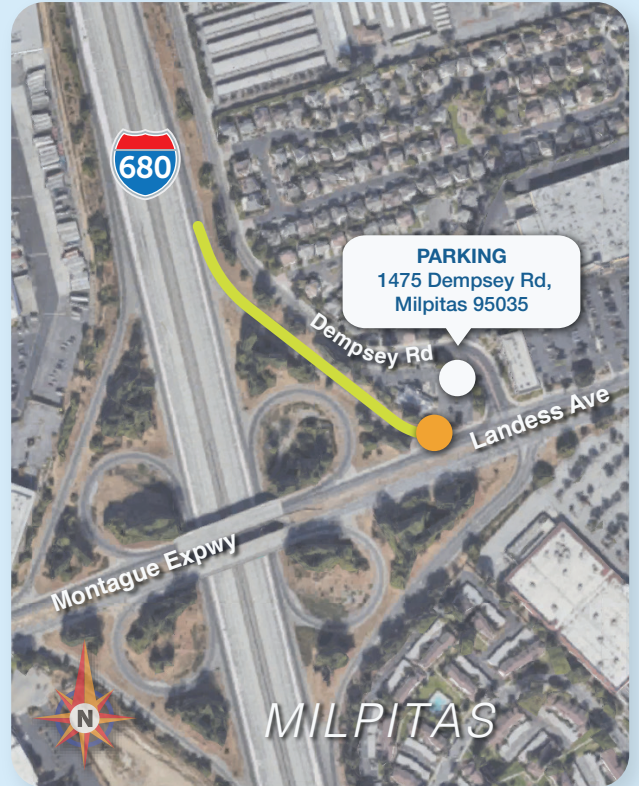 680
PARKING
1475 Dempsey Rd,
Milpitas 95035
Dempsey Rd
Landess Ave
Montague Expwy
N
MILPITAS